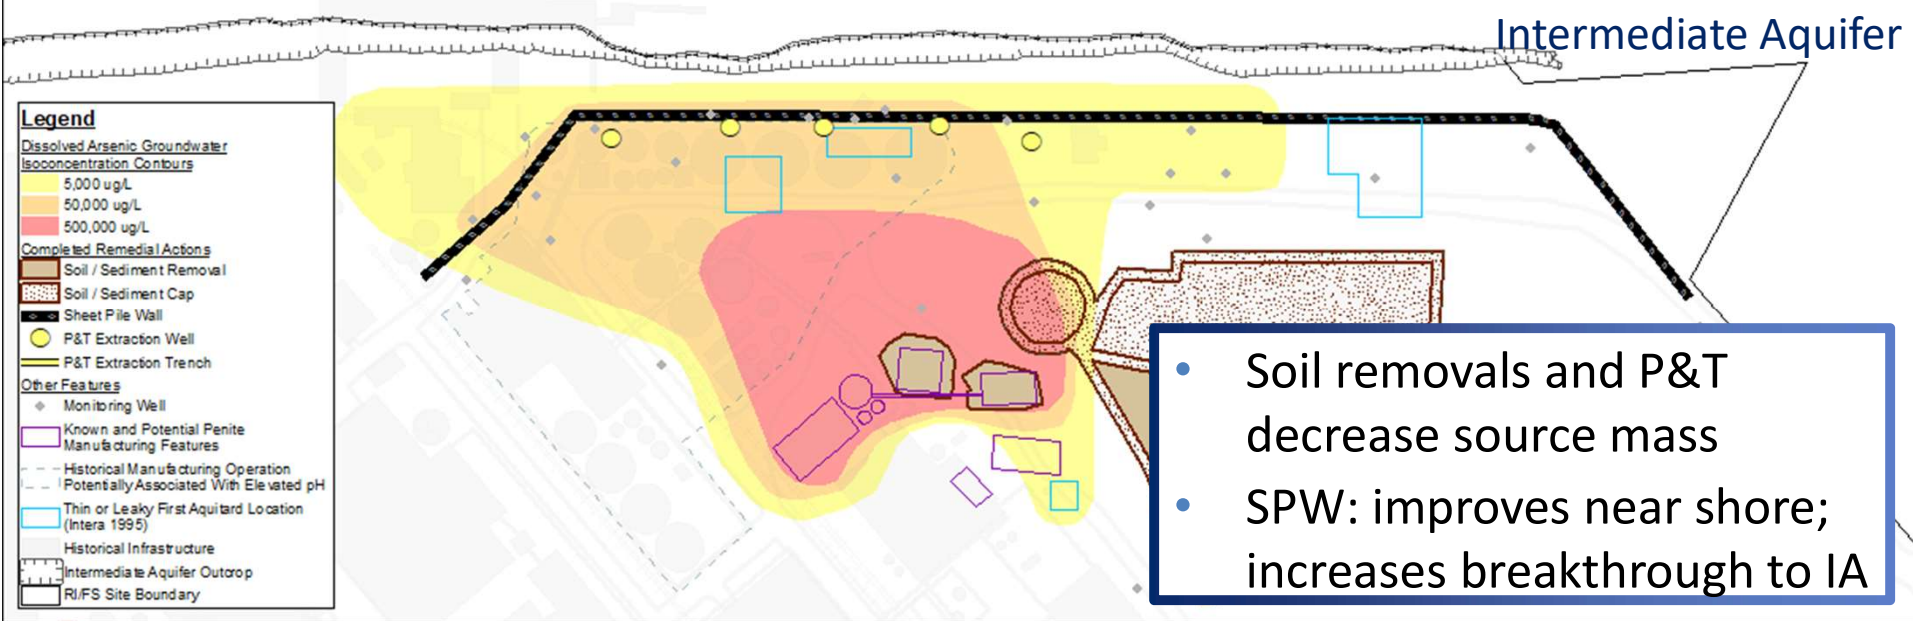 Intermediate Aquifer
Legend
Dissolved Arsenic Groundwater
Isoconcentration Contours
5,000 ug/L
50,000 ug/L
500,000 ug/L
Completed Remedial Actions
Soil / Sediment Removal
Soil / Sediment Cap
Sheet Pile Wall
P&T Extraction Well
P&T Extraction Trench
Other Features
Monitoring Well
Known and Potential Penite
Manufacturing Features
Historical Manufacturing Operation
Potentially Associated With Elevated pH
Thin or Leaky First Aquitard Location
(Intera 1995)
Historical Infrastructure
Intermediate Aquifer Outcrop
RI/FS Site Boundary
• Soil removals and P&T
decrease source mass
• SPW: improves near shore;
increases breakthrough to IA